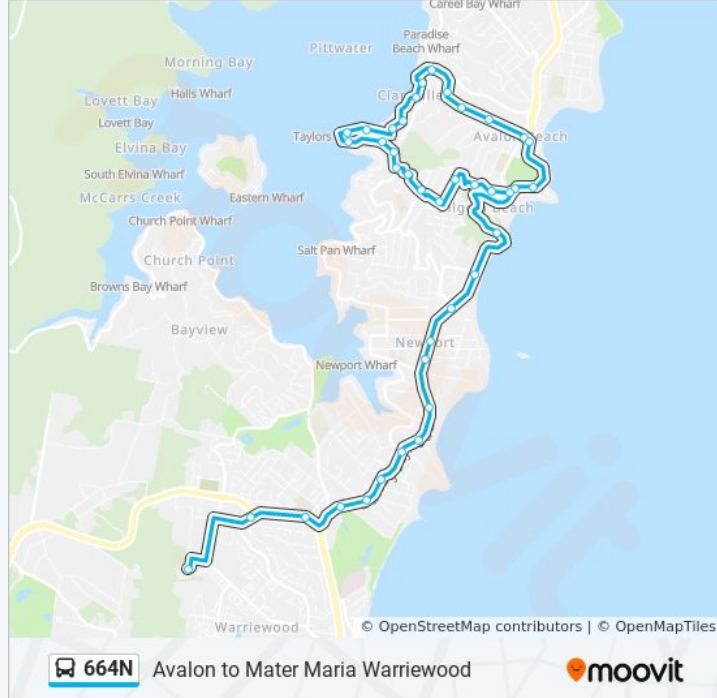 Careel Bay Wharf
Paradise
Beach Wharf
Pittwater
Morning Bay
Halls Wharf
Lovett Bay
Lovett Bay
Elvina Bay
Taylors
Avalon Beach
South Elvina Wharf
McCarrs Creek
Eastern Wharf
Church Point Wharf
Salt Pan Wharf
Church Point
Browns Bay Wharf
Bayview
Newport
Newport Wharf
Warriewood
© OpenStreetMap contributors | © OpenMapTiles
664N Avalon to Mater Maria Warriewood
moovit